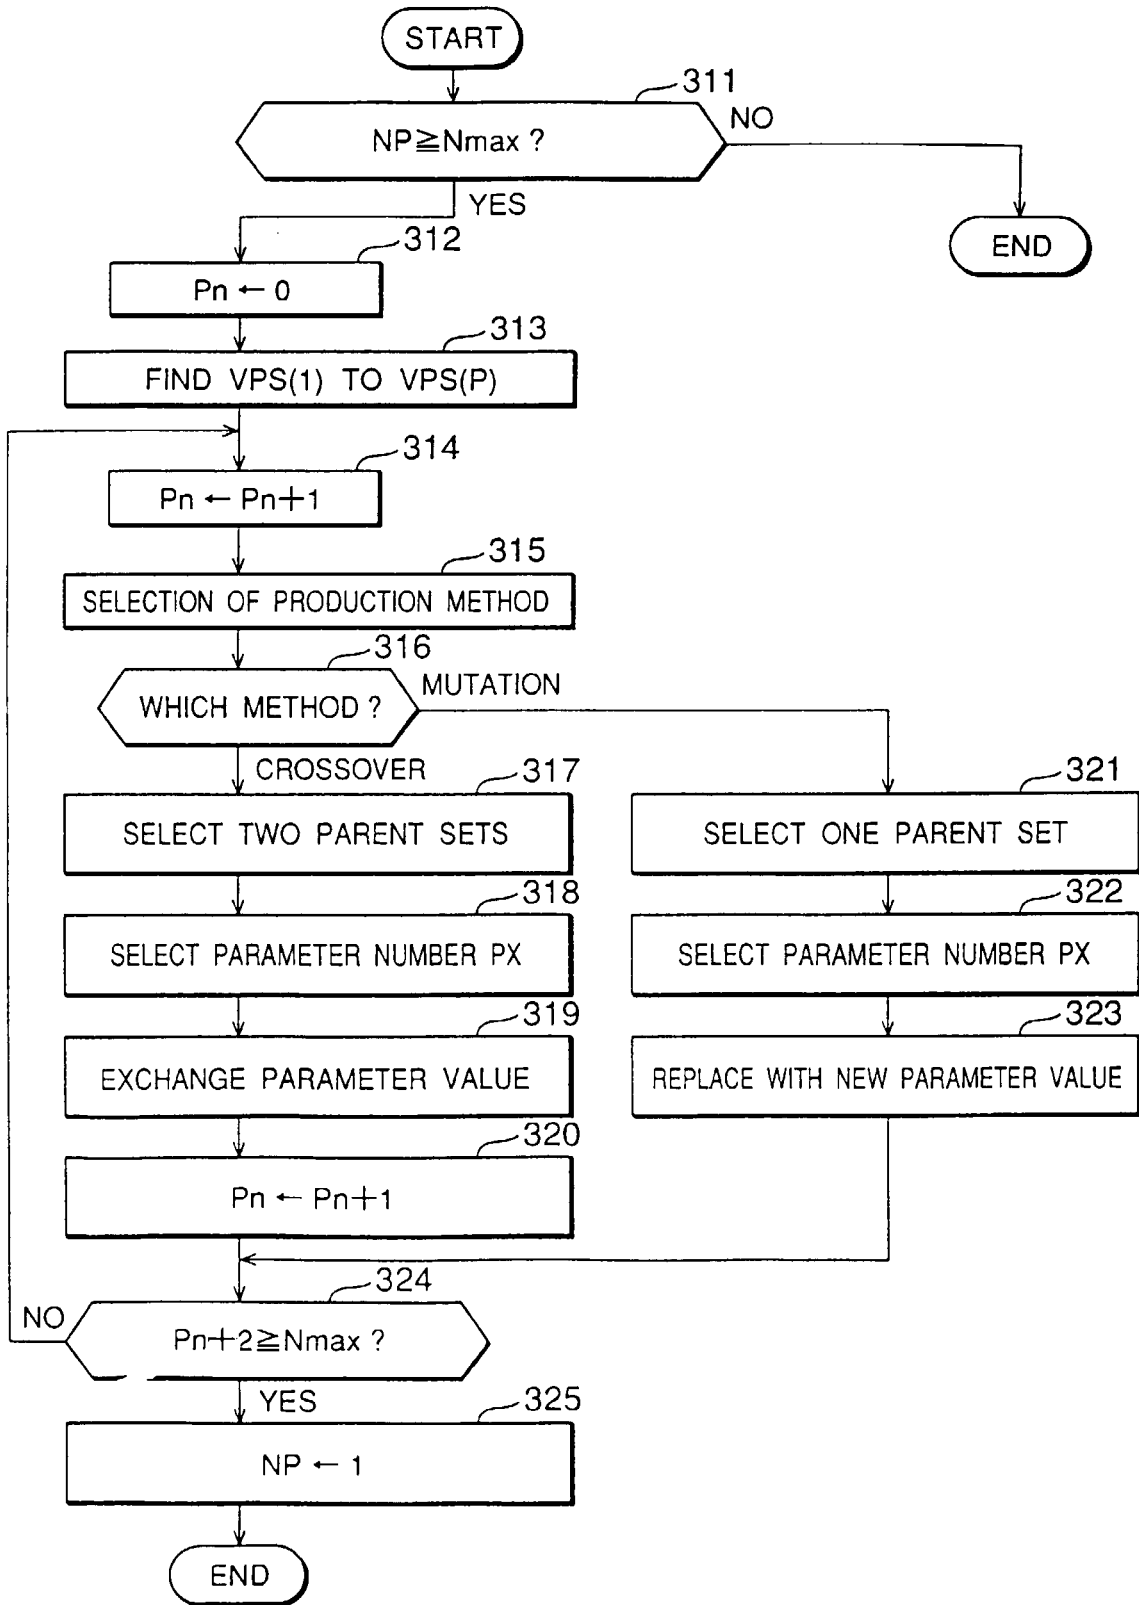 START
311
NP≧Nmax ?
NO
YES
END
312
Pn ← 0
313
FIND VPS(1) TO VPS(P)
314
Pn ← Pn+1
315
SELECTION OF PRODUCTION METHOD
316
WHICH METHOD ?
MUTATION
CROSSOVER
317
SELECT TWO PARENT SETS
318
SELECT PARAMETER NUMBER PX
319
EXCHANGE PARAMETER VALUE
320
Pn ← Pn+1
321
SELECT ONE PARENT SET
322
SELECT PARAMETER NUMBER PX
323
REPLACE WITH NEW PARAMETER VALUE
324
NO
Pn+2≧Nmax ?
YES
325
NP ← 1
END